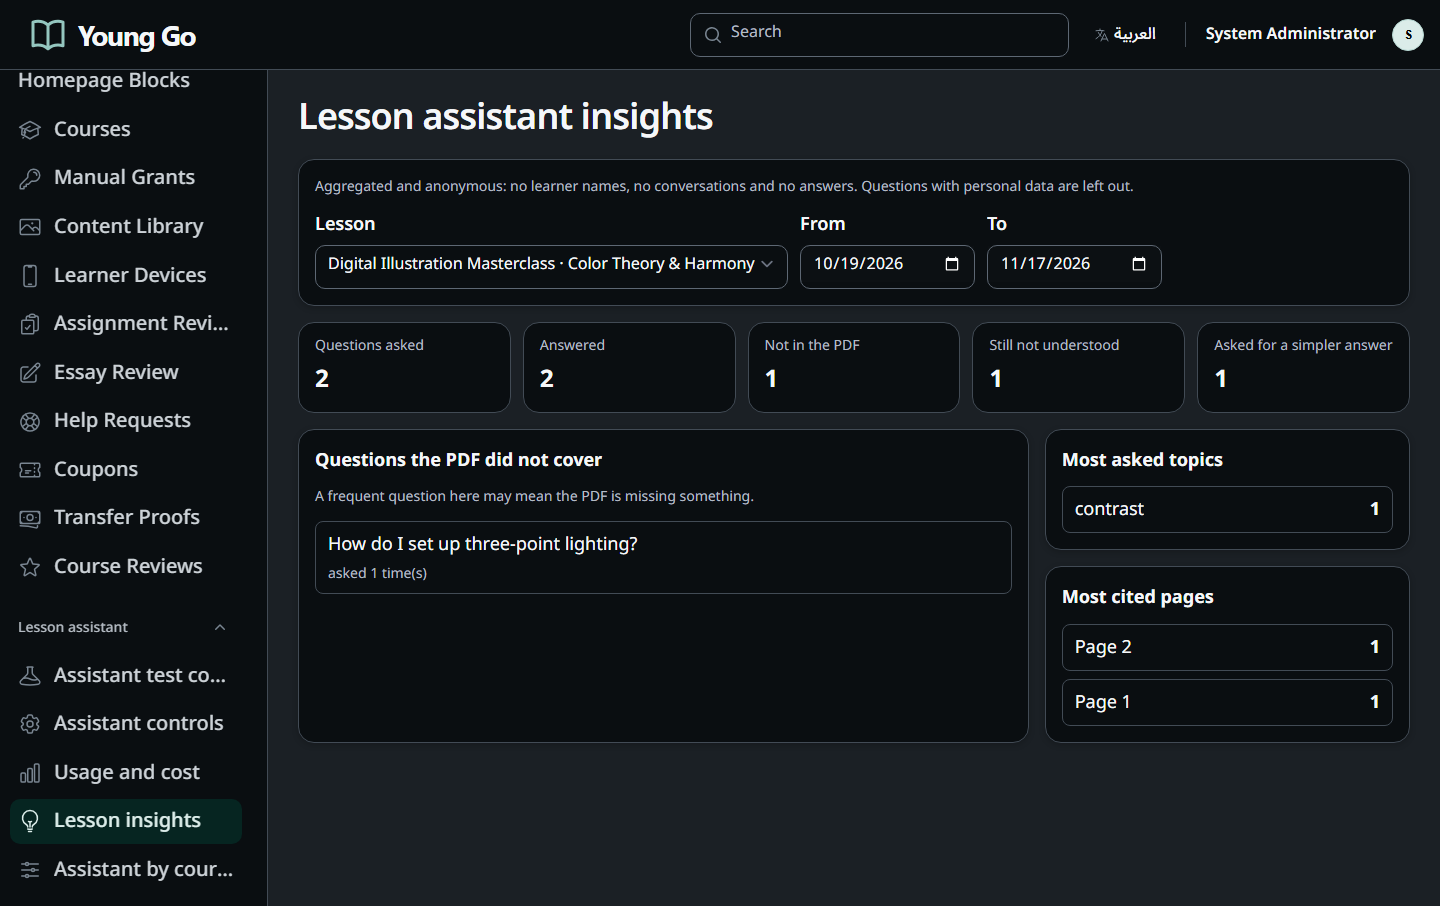 Young Go
Search
العربية
System Administrator
S
Homepage Blocks
Courses
Manual Grants
Content Library
Learner Devices
Assignment Revi...
Essay Review
Help Requests
Coupons
Transfer Proofs
Course Reviews
Lesson assistant
Assistant test co...
Assistant controls
Usage and cost
Lesson insights
Assistant by cour...
Lesson assistant insights
Aggregated and anonymous: no learner names, no conversations and no answers. Questions with personal data are left out.
Lesson
From
To
Digital Illustration Masterclass · Color Theory & Harmony
10/19/2026
11/17/2026
Questions asked
2
Answered
2
Not in the PDF
1
Still not understood
1
Asked for a simpler answer
1
Questions the PDF did not cover
A frequent question here may mean the PDF is missing something.
How do I set up three-point lighting?
asked 1 time(s)
Most asked topics
contrast 1
Most cited pages
Page 2 1
Page 1 1